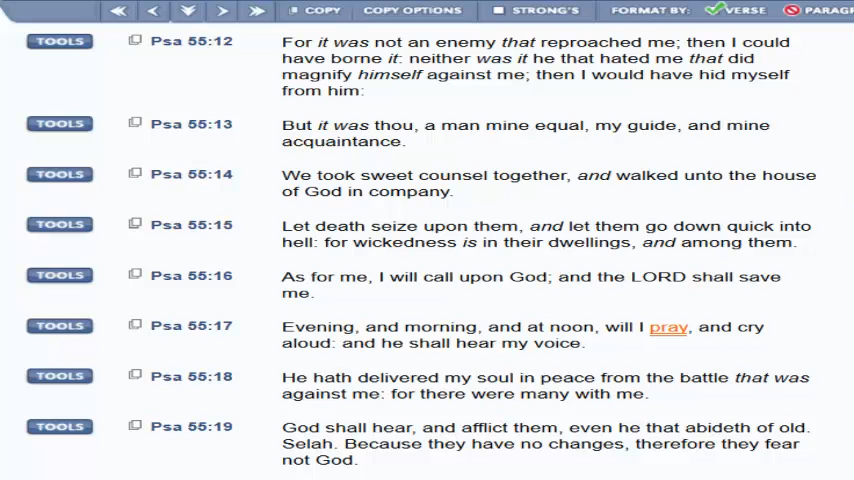 COPY COPY OPTIONS STRONG'S FORMAT BY: VERSE PARAG
TOOLS Psa 55:12 For it was not an enemy that reproached me; then I could
have borne it: neither was it he that hated me that did
magnify himself against me; then I would have hid myself
from him:
TOOLS Psa 55:13 But it was thou, a man mine equal, my guide, and mine
acquaintance.
TOOLS Psa 55:14 We took sweet counsel together, and walked unto the house
of God in company.
TOOLS Psa 55:15 Let death seize upon them, and let them go down quick into
hell: for wickedness is in their dwellings, and among them.
TOOLS Psa 55:16 As for me, I will call upon God; and the LORD shall save
me.
TOOLS Psa 55:17 Evening, and morning, and at noon, will I pray, and cry
aloud: and he shall hear my voice.
TOOLS Psa 55:18 He hath delivered my soul in peace from the battle that was
against me: for there were many with me.
TOOLS Psa 55:19 God shall hear, and afflict them, even he that abideth of old.
Selah. Because they have no changes, therefore they fear
not God.